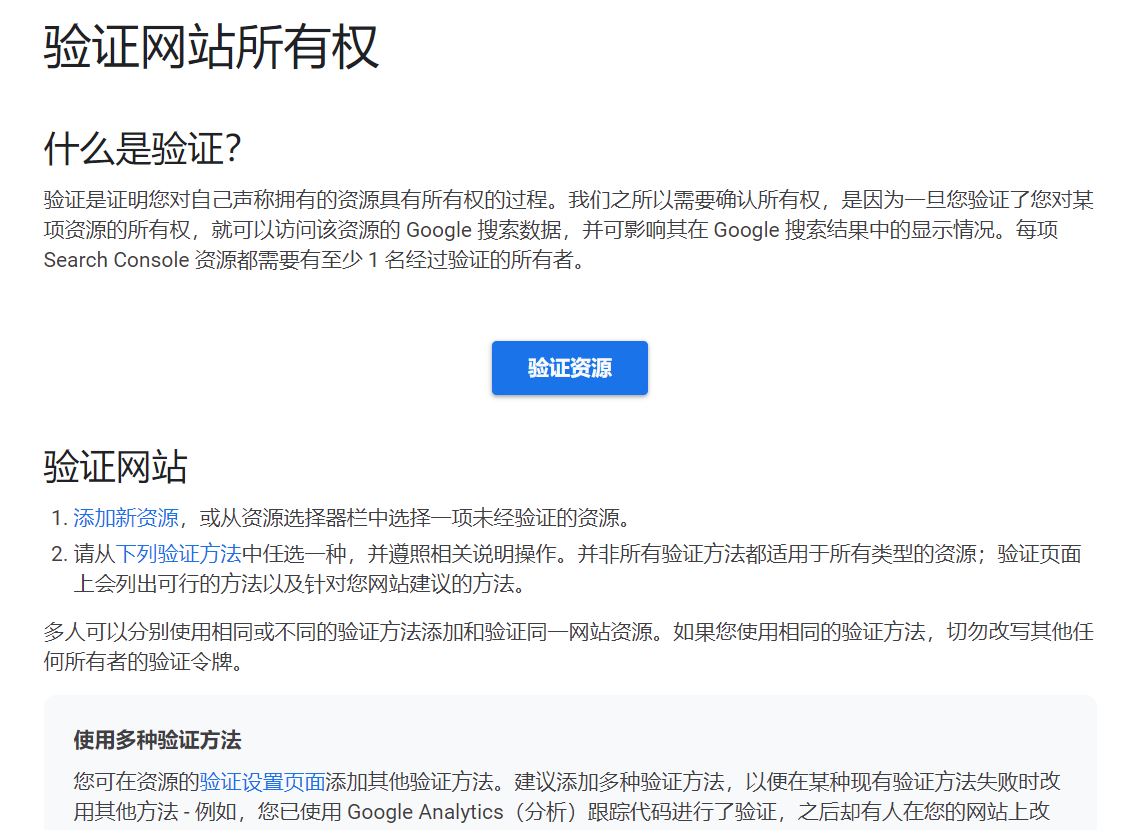 验证网站所有权
什么是验证？
验证是证明您对自己声称拥有的资源具有所有权的过程。我们之所以需要确认所有权，是因为一旦您验证了您对某
项资源的所有权，就可以访问该资源的 Google 搜索数据，并可影响其在 Google 搜索结果中的显示情况。每项
Search Console 资源都需要有至少 1 名经过验证的所有者。
验证资源
验证网站
1. 添加新资源，或从资源选择器栏中选择一项未经验证的资源。
2. 请从下列验证方法中任选一种，并遵照相关说明操作。并非所有验证方法都适用于所有类型的资源；验证页面
上会列出可行的方法以及针对您网站建议的方法。
多人可以分别使用相同或不同的验证方法添加和验证同一网站资源。如果您使用相同的验证方法，切勿改写其他任
何所有者的验证令牌。
使用多种验证方法
您可在资源的验证设置页面添加其他验证方法。建议添加多种验证方法，以便在某种现有验证方法失败时改
用其他方法 - 例如，您已使用 Google Analytics（分析）跟踪代码进行了验证，之后却有人在您的网站上改